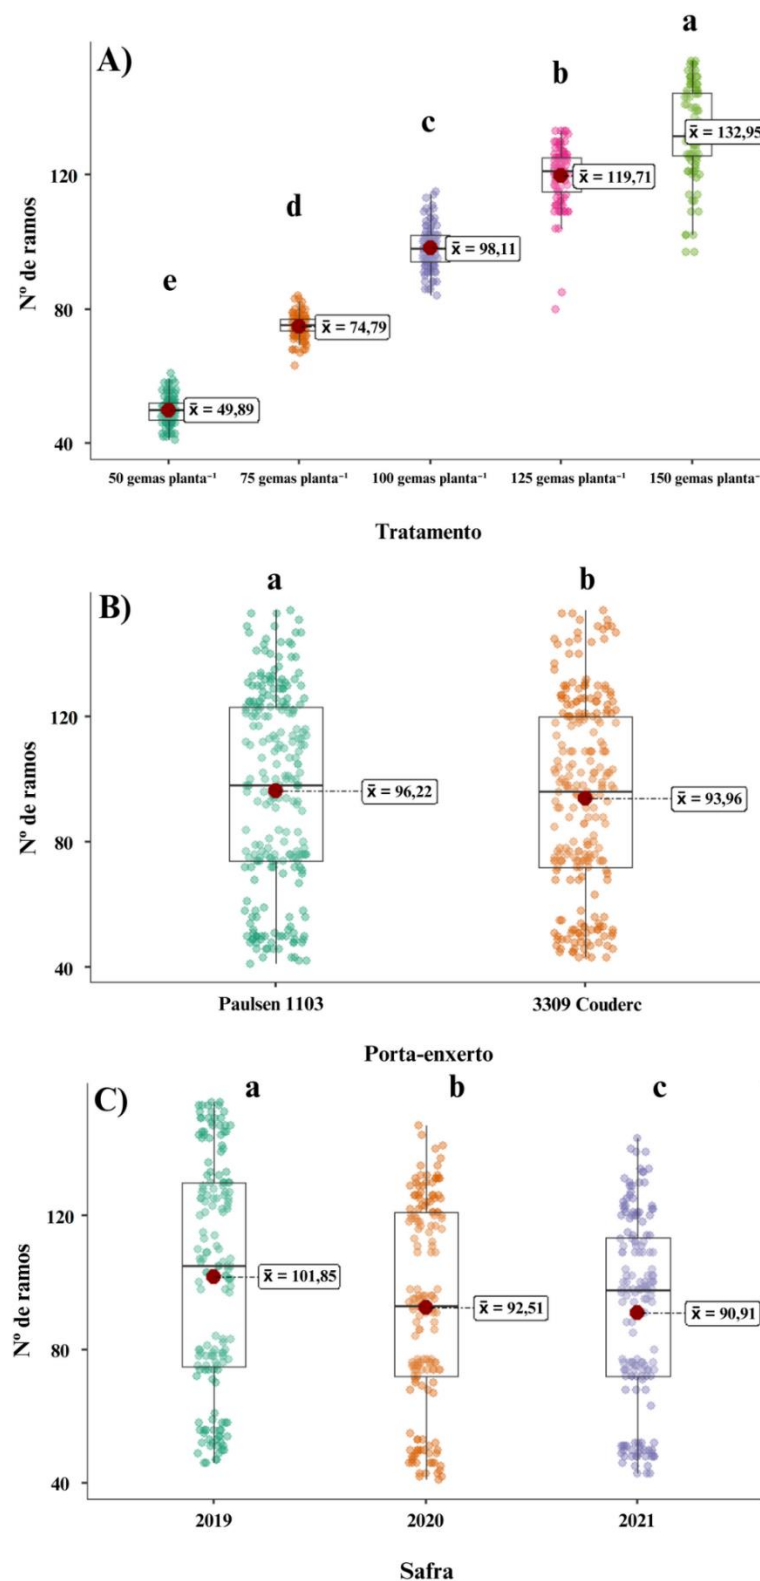 A)
a
b
c
d
e
Nº de ramos
120
80
40
x̄ = 132,95
x̄ = 119,71
x̄ = 98,11
x̄ = 74,79
x̄ = 49,89
50 gemas planta⁻¹ 75 gemas planta⁻¹ 100 gemas planta⁻¹ 125 gemas planta⁻¹ 150 gemas planta⁻
Tratamento
B)
a b
Nº de ramos
120
80
40
x̄ = 96,22 x̄ = 93,96
Paulsen 1103 3309 Couderc
Porta-enxerto
C)
a b c
Nº de ramos
120
80
40
x̄ = 101,85 x̄ = 92,51 x̄ = 90,91
2019 2020 2021
Safra